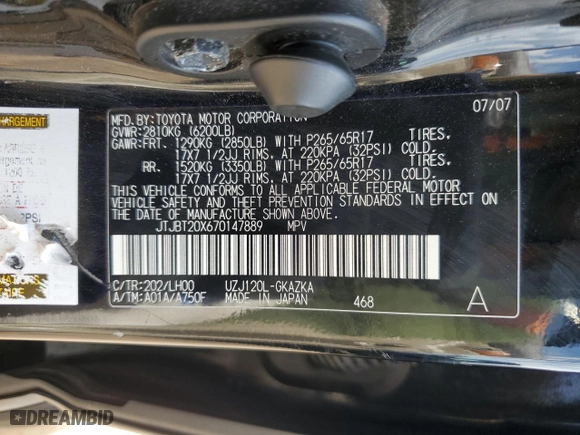 CHARGEMENT
MFD. BY: TOYOTA MOTOR CORPORATION 07/07
GVWR: 2810KG (6200LB)
GAWR: FRT. 1290KG (2850LB) WITH P265/65R17 TIRES.
17X7 1/2JJ RIMS. AT 220KPA (32PSI) COLD.
RR. 1520KG (3350LB) WITH P265/65R17 TIRES.
17X7 1/2JJ RIMS. AT 220KPA (32PSI) COLD.
THIS VEHICLE CONFORMS TO ALL APPLICABLE FEDERAL MOTOR
VEHICLE SAFETY AND THEFT PREVENTION STANDARDS IN EFFECT ON
THE DATE OF MANUFACTURE SHOWN ABOVE.
JTJBT20X670147889 MPV
C/TR: 202/LH00 UZJ120L-GKAZKA
A/TM: A01A/A750F MADE IN JAPAN 468 A
DREAMBID